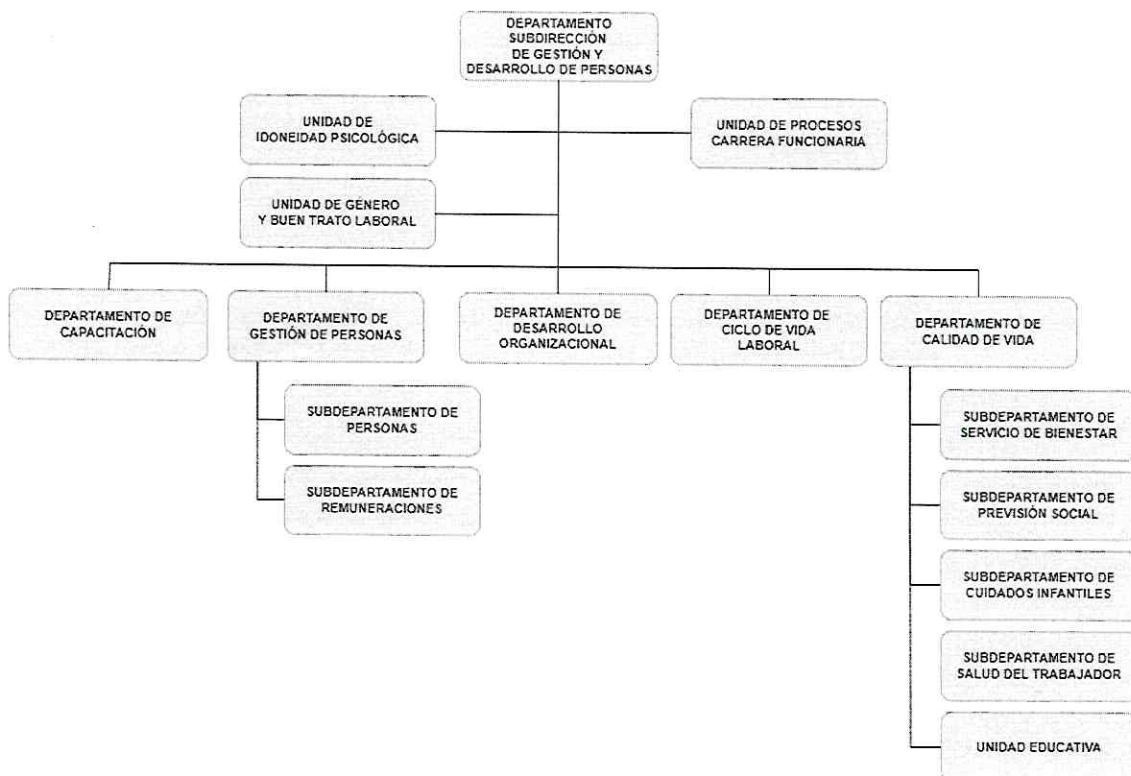 DEPARTAMENTO
SUBDIRECCIÓN
DE GESTIÓN Y
DESARROLLO DE PERSONAS
UNIDAD DE
IDONEIDAD PSICOLÓGICA
UNIDAD DE PROCESOS
CARRERA FUNCIONARIA
UNIDAD DE GÉNERO
Y BUEN TRATO LABORAL
DEPARTAMENTO DE
CAPACITACIÓN
DEPARTAMENTO DE
GESTIÓN DE PERSONAS
DEPARTAMENTO DE
DESARROLLO
ORGANIZACIONAL
DEPARTAMENTO DE
CICLO DE VIDA
LABORAL
DEPARTAMENTO DE
CALIDAD DE VIDA
SUBDEPARTAMENTO DE
PERSONAS
SUBDEPARTAMENTO DE
REMUNERACIONES
SUBDEPARTAMENTO DE
SERVICIO DE BIENESTAR
SUBDEPARTAMENTO DE
PREVISIÓN SOCIAL
SUBDEPARTAMENTO DE
CUIDADOS INFANTILES
SUBDEPARTAMENTO DE
SALUD DEL TRABAJADOR
UNIDAD EDUCATIVA